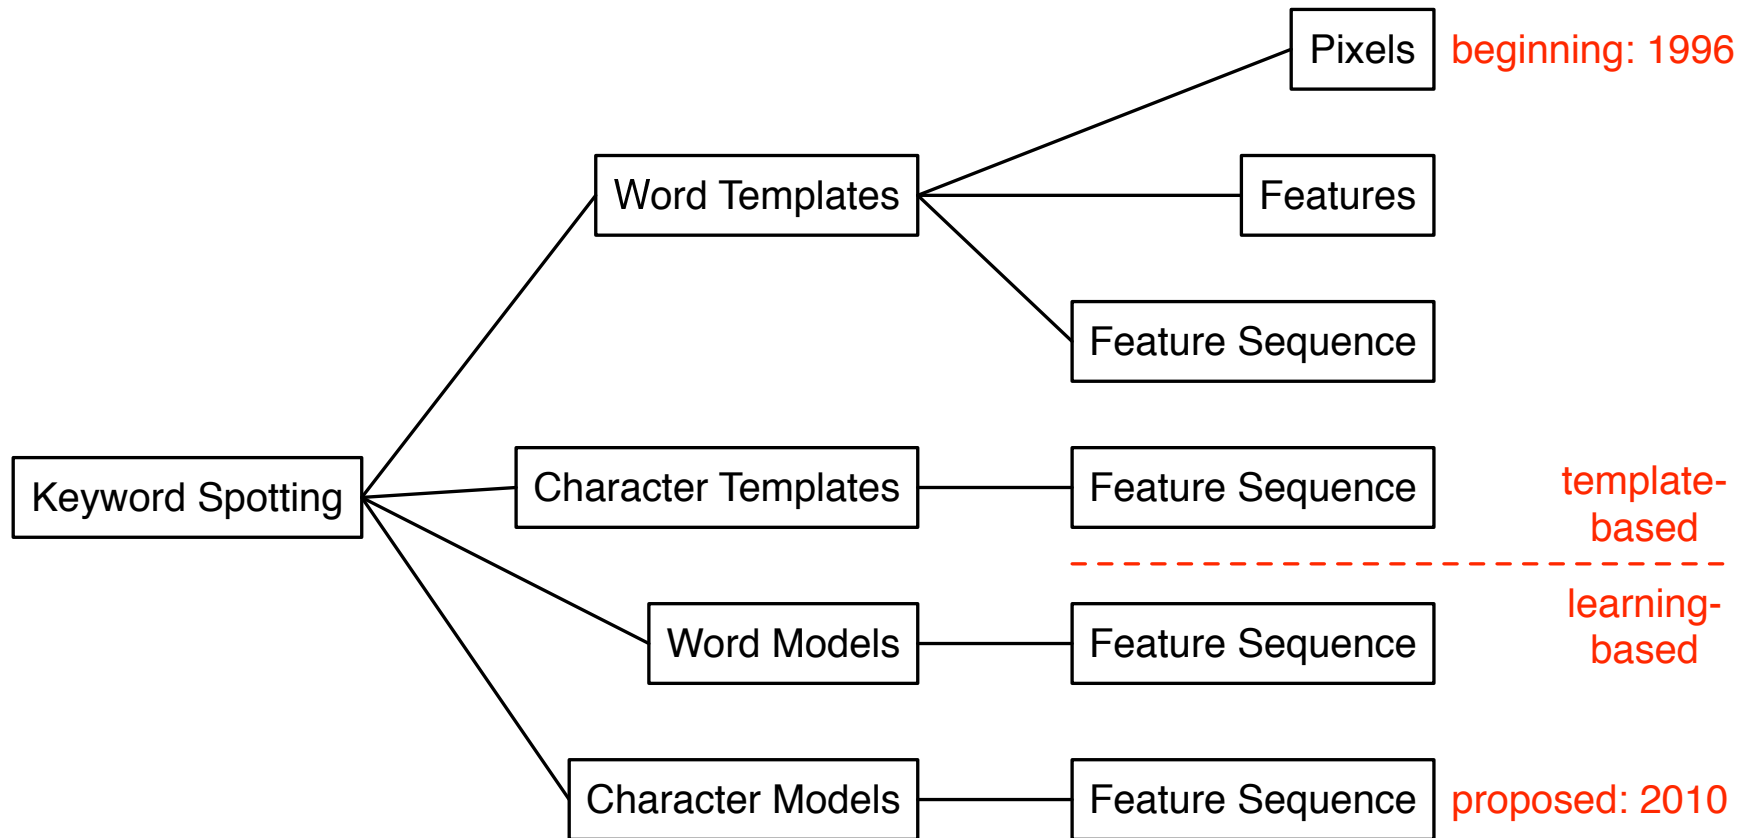 Pixels beginning: 1996
Word Templates Features
Feature Sequence
Character Templates Feature Sequence template-
based
Keyword Spotting
learning-
Word Models Feature Sequence based
Character Models Feature Sequence proposed: 2010